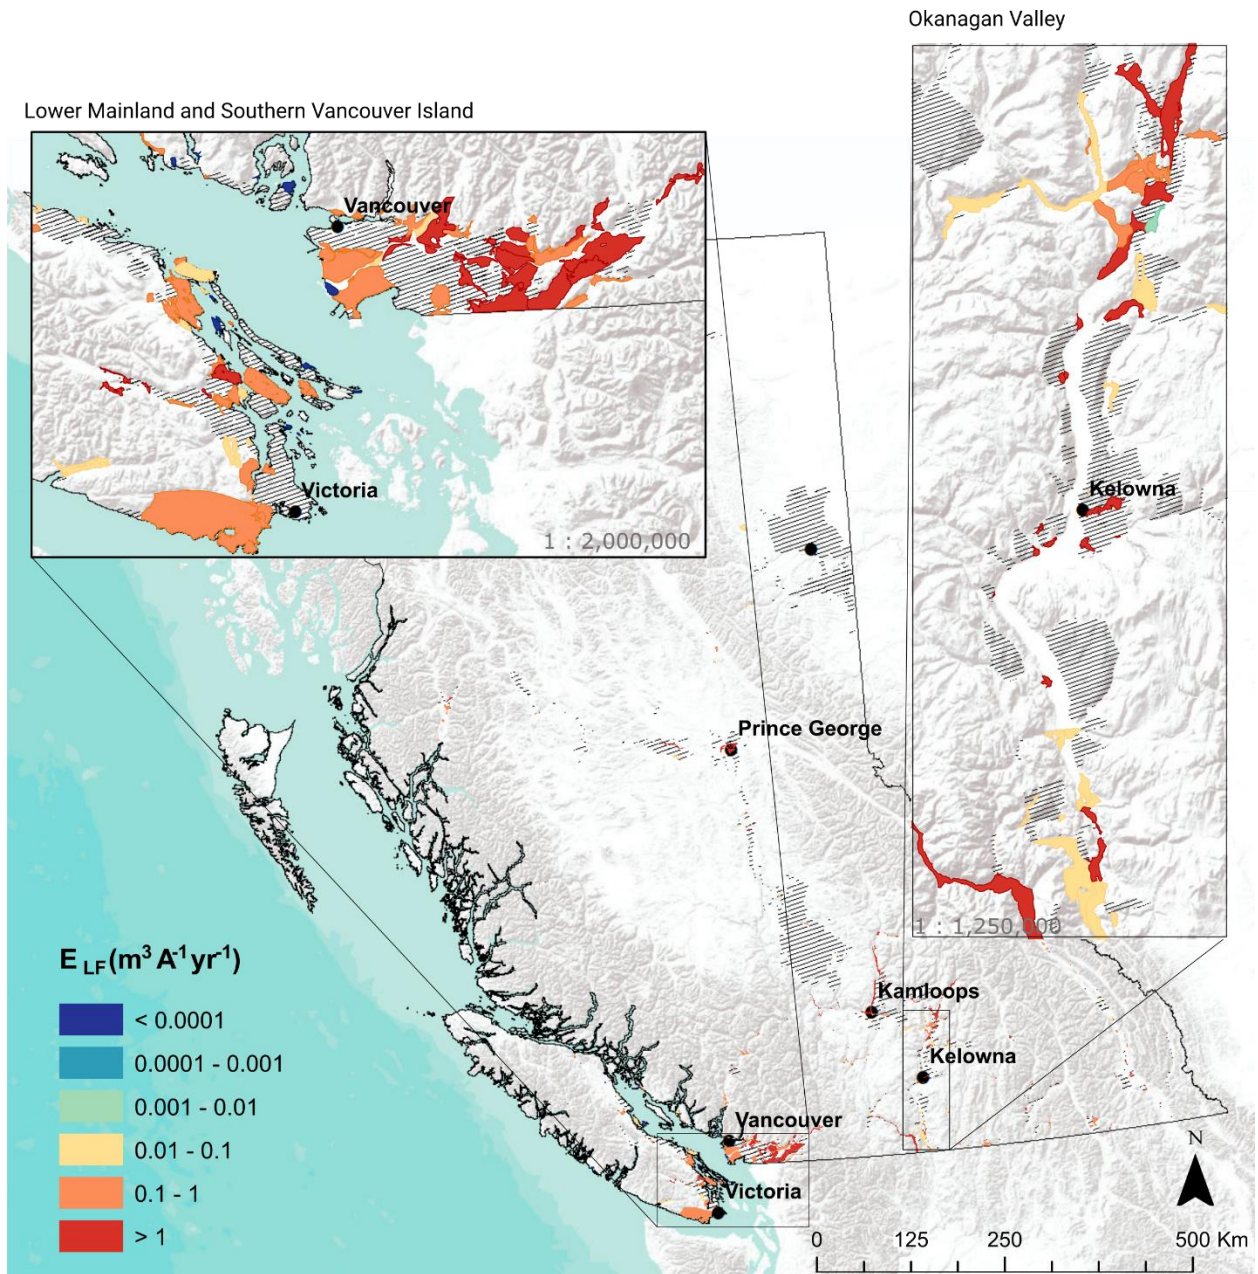 Okanagan Valley
Lower Mainland and Southern Vancouver Island
Vancouver
Victoria
1 : 2,000,000
Kelowna
1 : 1,250,000
Prince George
Kamloops
Kelowna
Vancouver
Victoria
E LF (m³ A⁻¹ yr⁻¹)
< 0.0001
0.0001 - 0.001
0.001 - 0.01
0.01 - 0.1
0.1 - 1
> 1
N
0 125 250 500 Km